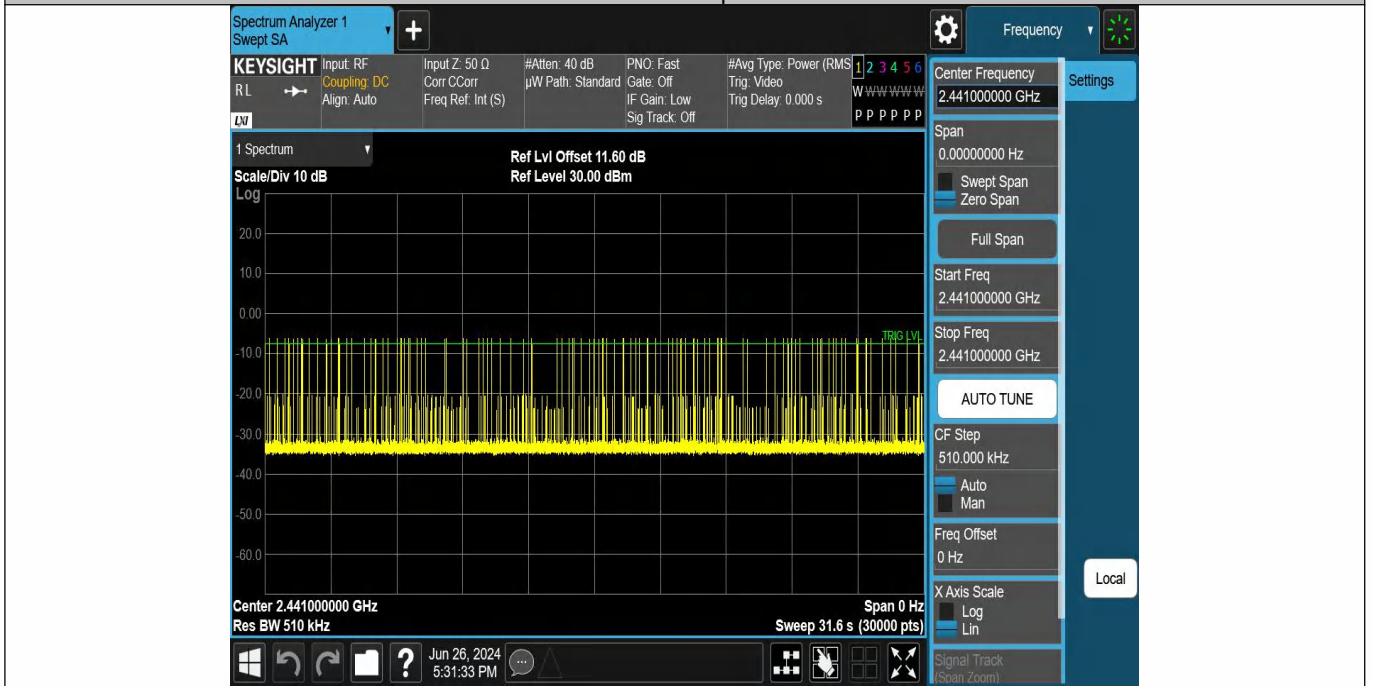 Spectrum Analyzer 1
Swept SA
+
Frequency
KEYSIGHT
RL
LXI
Input: RF
Coupling: DC
Align: Auto
Input Z: 50 Ω
Corr CCorr
Freq Ref: Int (S)
#Atten: 40 dB
µW Path: Standard
PNO: Fast
Gate: Off
IF Gain: Low
Sig Track: Off
#Avg Type: Power (RMS
Trig: Video
Trig Delay: 0.000 s
1 2 3 4 5 6
W W W W W W
P P P P P P
Center Frequency
2.441000000 GHz
Settings
Span
0.00000000 Hz
Swept Span
Zero Span
Full Span
Start Freq
2.441000000 GHz
Stop Freq
2.441000000 GHz
AUTO TUNE
CF Step
510.000 kHz
Auto
Man
Freq Offset
0 Hz
X Axis Scale
Log
Lin
Signal Track
(Span Zoom)
Local
1 Spectrum
Scale/Div 10 dB
Ref Lvl Offset 11.60 dB
Ref Level 30.00 dBm
Log
20.0
10.0
0.00
TRIG LVL
-10.0
-20.0
-30.0
-40.0
-50.0
-60.0
Center 2.441000000 GHz
Res BW 510 kHz
Span 0 Hz
Sweep 31.6 s (30000 pts)
?
Jun 26, 2024
5:31:33 PM